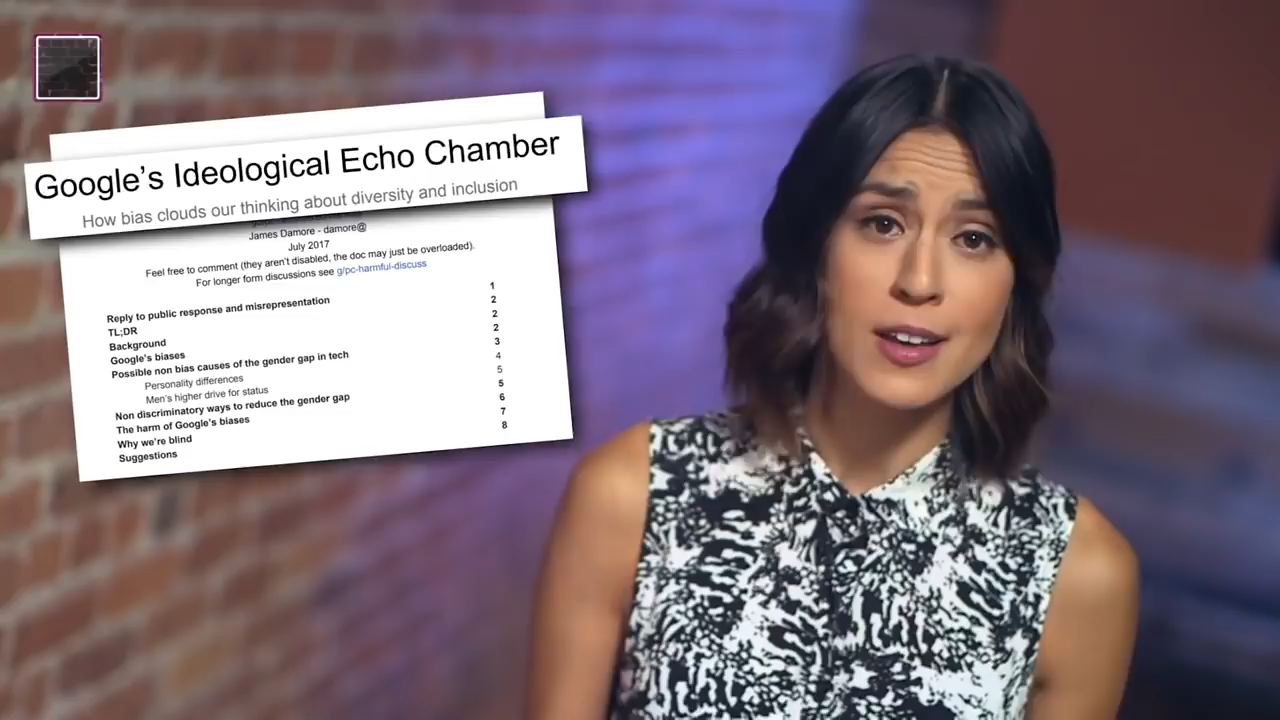 Google's Ideological Echo Chamber
How bias clouds our thinking about diversity and inclusion
James Damore - damore@
July 2017
Feel free to comment (they aren't disabled, the doc may just be overloaded).
For longer form discussions see g/pc-harmful-discuss
Reply to public response and misrepresentation 1
TL;DR 2
Background 2
Google's biases 2
Possible non bias causes of the gender gap in tech 3
Personality differences 4
Men's higher drive for status 5
Non discriminatory ways to reduce the gender gap 5
The harm of Google's biases 6
Why we're blind 7
Suggestions 8